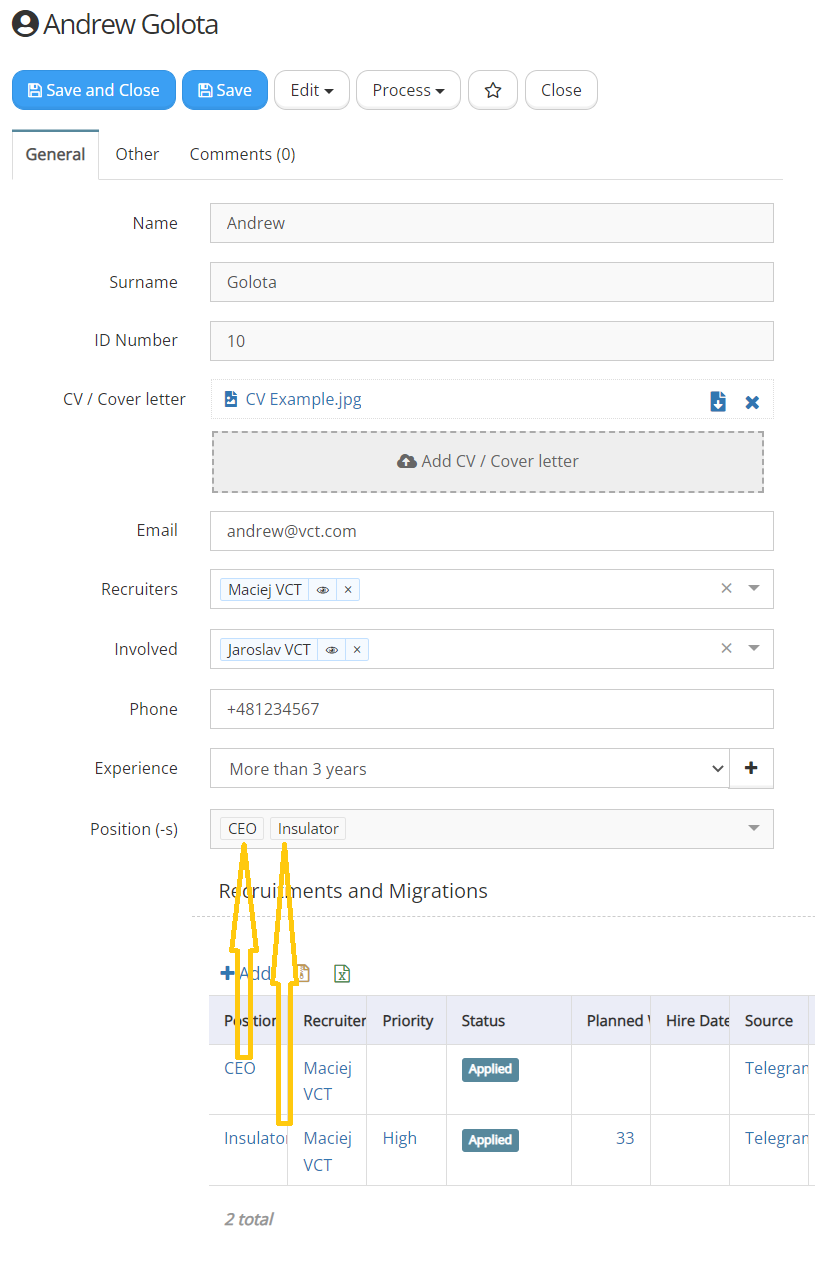 Andrew Golota
Save and Close Save Edit Process Close
General Other Comments (0)
Name Andrew
Surname Golota
ID Number 10
CV / Cover letter CV Example.jpg
Add CV / Cover letter
Email andrew@vct.com
Recruiters Maciej VCT × ×
Involved Jaroslav VCT × ×
Phone +481234567
Experience More than 3 years
Position (-s) CEO Insulator
Recruitments and Migrations
Add
Position Recruiter Priority Status Planned Hire Date Source
CEO Maciej VCT Applied Telegram
Insulator Maciej VCT High Applied 33 Telegram
2 total